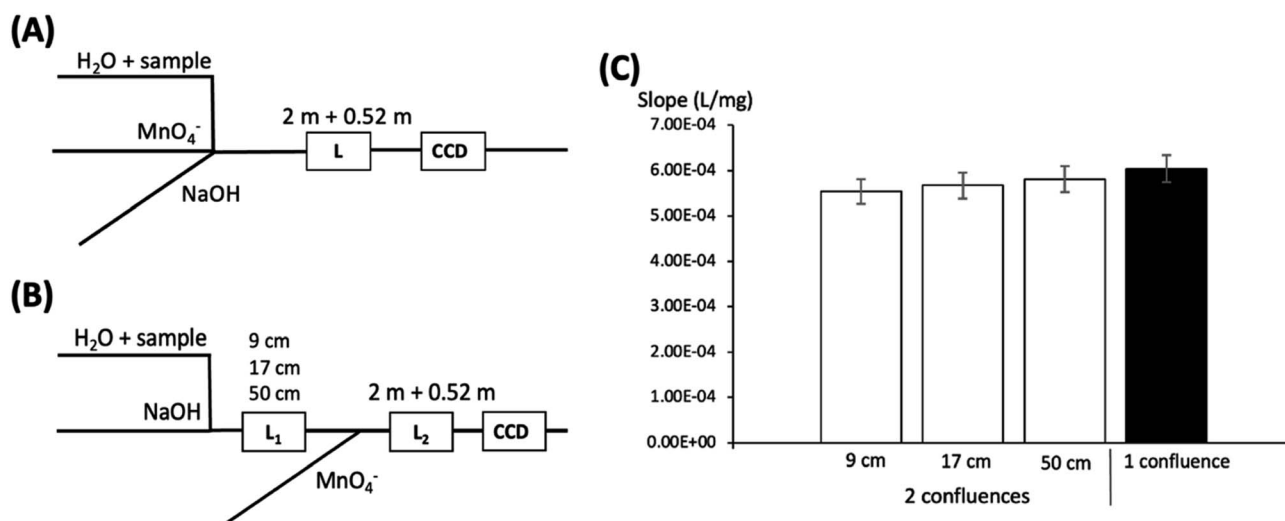 (A)
H₂O + sample
MnO₄⁻
NaOH
2 m + 0.52 m
L
CCD
(B)
H₂O + sample
NaOH
9 cm
17 cm
50 cm
L₁
MnO₄⁻
2 m + 0.52 m
L₂
CCD
(C)
Slope (L/mg)
7.00E-04
6.00E-04
5.00E-04
4.00E-04
3.00E-04
2.00E-04
1.00E-04
0.00E+00
9 cm 17 cm 50 cm 1 confluence
2 confluences